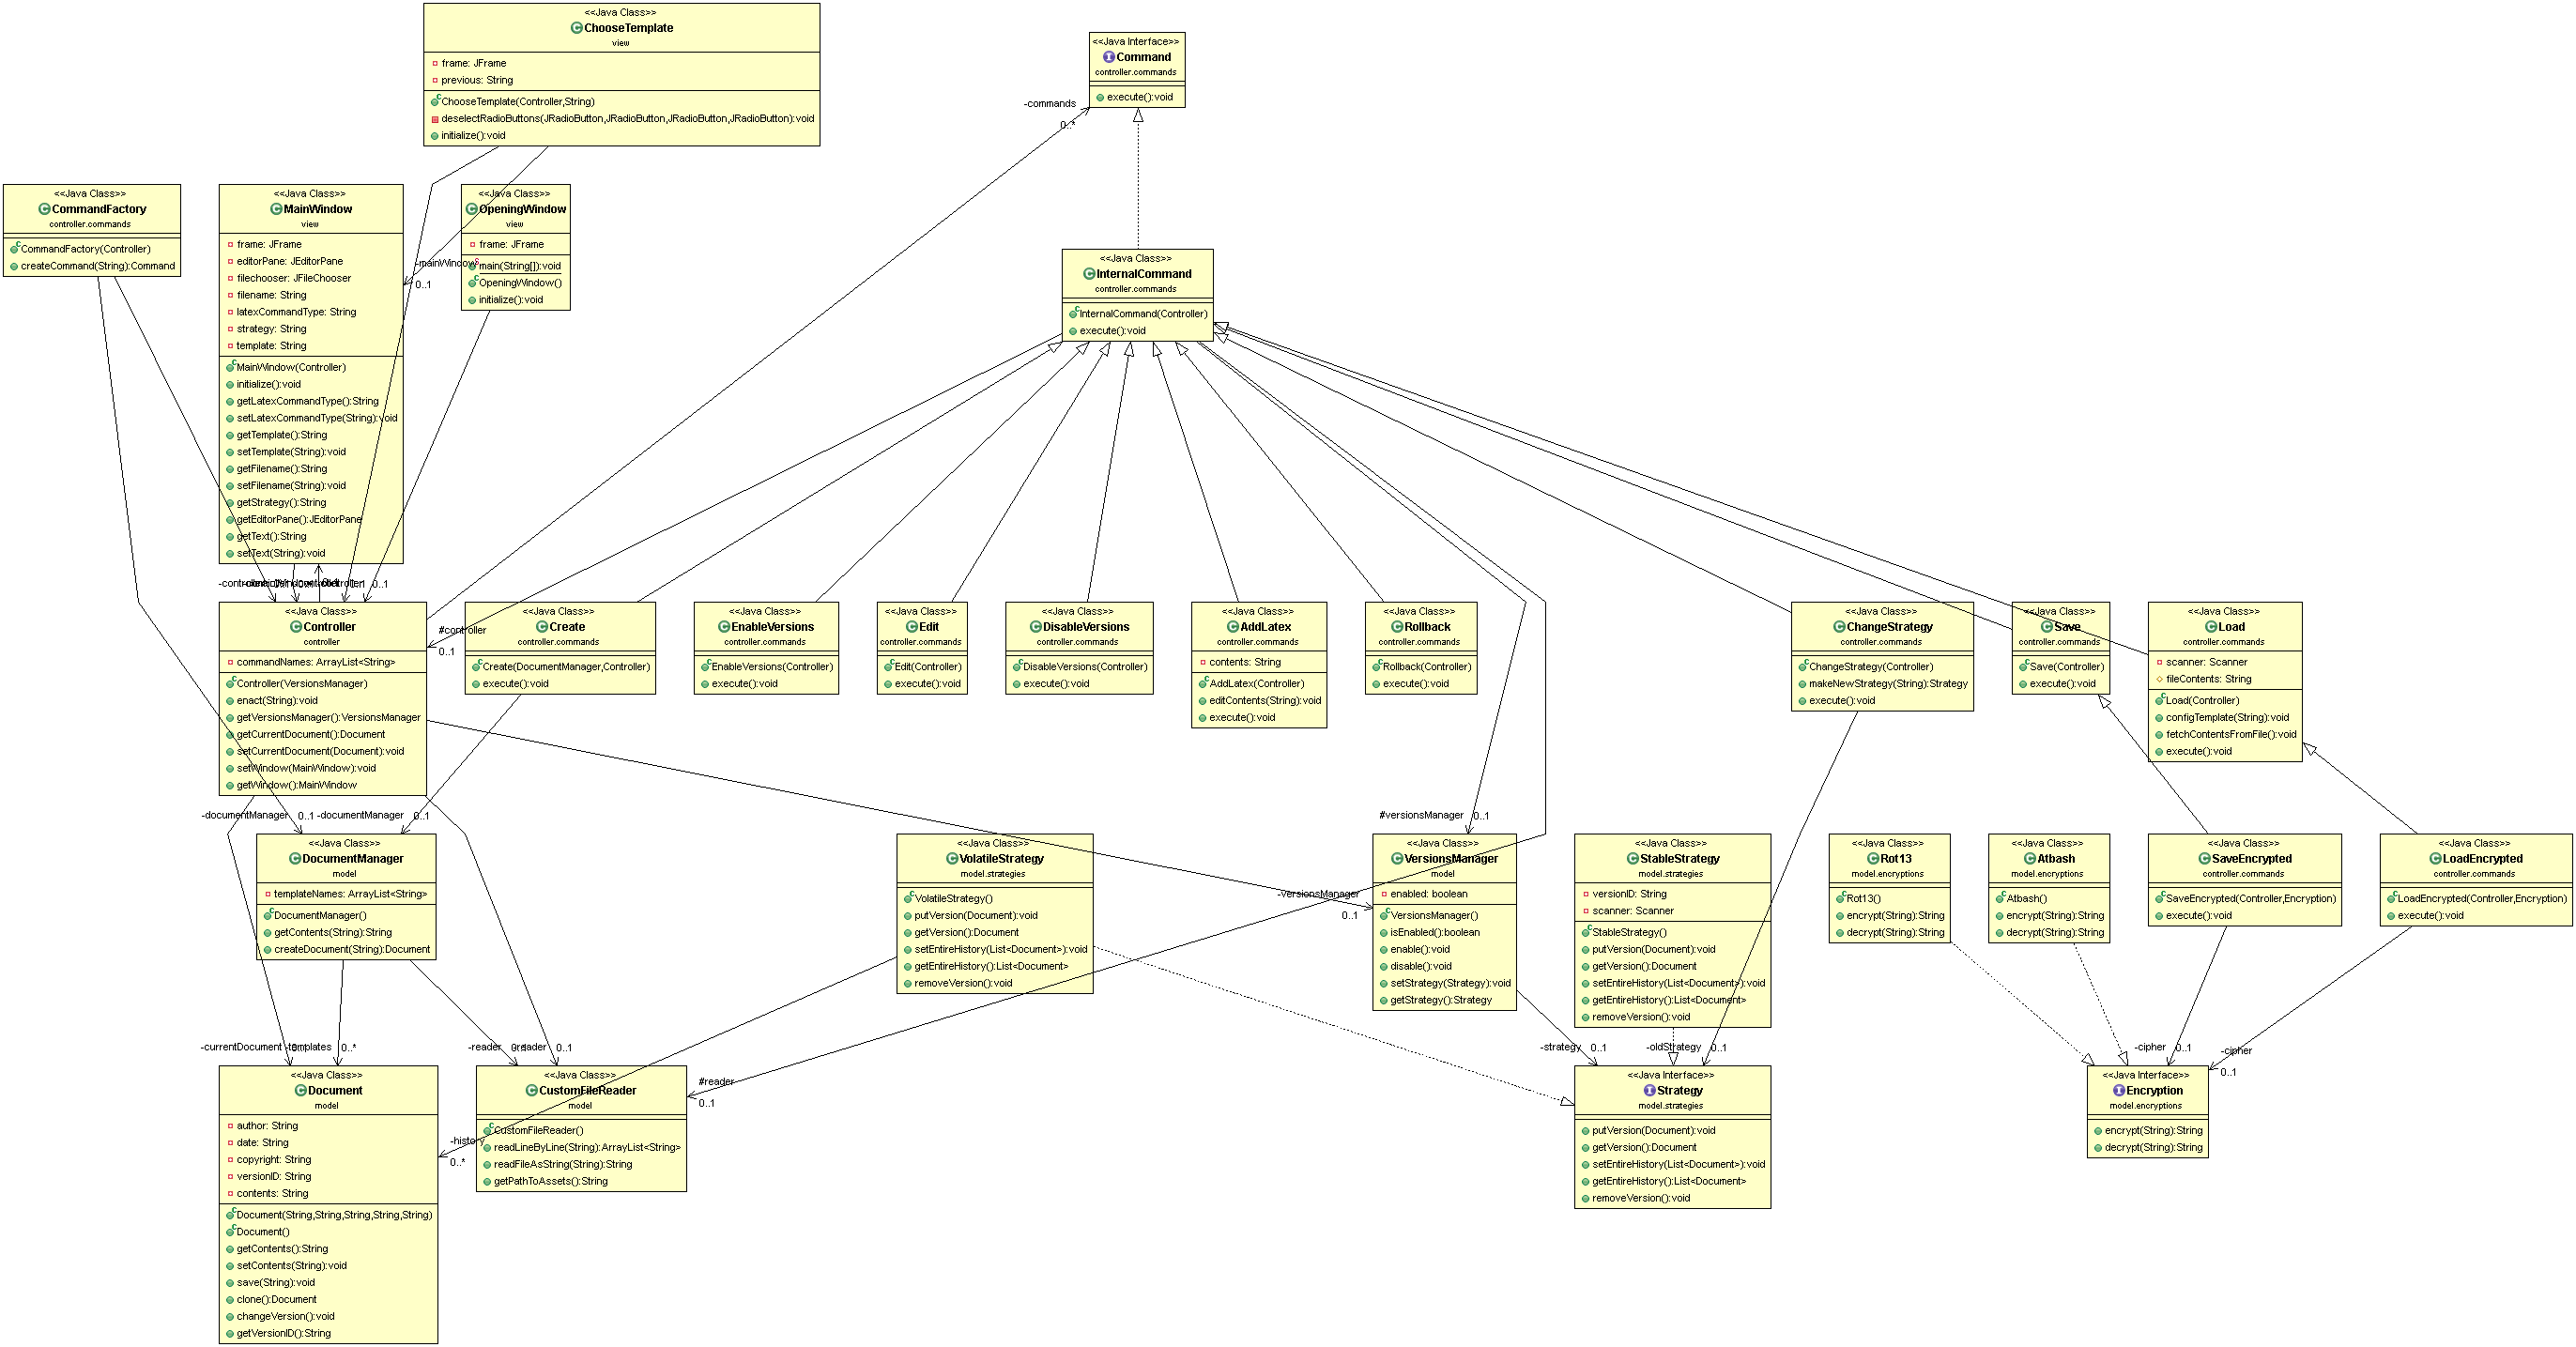 <<Java Class>>
ChooseTemplate
view
frame: JFrame
previous: String
ChooseTemplate(Controller,String)
deselectRadioButtons(JRadioButton,JRadioButton,JRadioButton,JRadioButton):void
initialize():void
<<Java Interface>>
Command
controller.commands
execute():void
-commands
0..*
<<Java Class>>
CommandFactory
controller.commands
CommandFactory(Controller)
createCommand(String):Command
<<Java Class>>
MainWindow
view
frame: JFrame
editorPane: JEditorPane
filechooser: JFileChooser
filename: String
latexCommandType: String
strategy: String
template: String
MainWindow(Controller)
initialize():void
getLatexCommandType():String
setLatexCommandType(String):void
getTemplate():String
setTemplate(String):void
getFilename():String
setFilename(String):void
getStrategy():String
getEditorPane():JEditorPane
getText():String
setText(String):void
<<Java Class>>
OpeningWindow
view
frame: JFrame
main(String[]):void
OpeningWindow()
initialize():void
-mainWindow
0..1
<<Java Class>>
InternalCommand
controller.commands
InternalCommand(Controller)
execute():void
0..1
<<Java Class>>
Controller
controller
commandNames: ArrayList<String>
Controller(VersionsManager)
enact(String):void
getVersionsManager():VersionsManager
getCurrentDocument():Document
setCurrentDocument(Document):void
setWindow(MainWindow):void
getWindow():MainWindow
#controller
0..1
<<Java Class>>
Create
controller.commands
Create(DocumentManager,Controller)
execute():void
<<Java Class>>
EnableVersions
controller.commands
EnableVersions(Controller)
execute():void
<<Java Class>>
Edit
controller.commands
Edit(Controller)
execute():void
<<Java Class>>
DisableVersions
controller.commands
DisableVersions(Controller)
execute():void
<<Java Class>>
AddLatex
controller.commands
contents: String
AddLatex(Controller)
editContents(String):void
execute():void
<<Java Class>>
Rollback
controller.commands
Rollback(Controller)
execute():void
<<Java Class>>
ChangeStrategy
controller.commands
ChangeStrategy(Controller)
makeNewStrategy(String):Strategy
execute():void
<<Java Class>>
Save
controller.commands
Save(Controller)
execute():void
<<Java Class>>
Load
controller.commands
scanner: Scanner
fileContents: String
Load(Controller)
configTemplate(String):void
fetchContentsFromFile():void
execute():void
-documentManager
0..1
-documentManager
0..1
#versionsManager
0..1
<<Java Class>>
DocumentManager
model
templateNames: ArrayList<String>
DocumentManager()
getContents(String):String
createDocument(String):Document
<<Java Class>>
VolatileStrategy
model.strategies
VolatileStrategy()
putVersion(Document):void
getVersion():Document
setEntireHistory(List<Document>):void
getEntireHistory():List<Document>
removeVersion():void
-versionsManager
0..1
<<Java Class>>
VersionsManager
model
enabled: boolean
VersionsManager()
isEnabled():boolean
enable():void
disable():void
setStrategy(Strategy):void
getStrategy():Strategy
<<Java Class>>
StableStrategy
model.strategies
versionID: String
scanner: Scanner
StableStrategy()
putVersion(Document):void
getVersion():Document
setEntireHistory(List<Document>):void
getEntireHistory():List<Document>
removeVersion():void
<<Java Class>>
Rot13
model.encryptions
Rot13()
encrypt(String):String
decrypt(String):String
<<Java Class>>
Atbash
model.encryptions
Atbash()
encrypt(String):String
decrypt(String):String
<<Java Class>>
SaveEncrypted
controller.commands
SaveEncrypted(Controller,Encryption)
execute():void
<<Java Class>>
LoadEncrypted
controller.commands
LoadEncrypted(Controller,Encryption)
execute():void
-currentDocument
-templates
0..*
-reader
0..1
-strategy
0..1
-oldStrategy
0..1
-cipher
0..1
-cipher
0..1
<<Java Class>>
Document
model
author: String
date: String
copyright: String
versionID: String
contents: String
Document(String,String,String,String,String)
Document()
getContents():String
setContents(String):void
save(String):void
clone():Document
changeVersion():void
getVersionID():String
-history
0..*
<<Java Class>>
CustomFileReader
model
CustomFileReader()
readLineByLine(String):ArrayList<String>
readFileAsString(String):String
getPathToAssets():String
#reader
0..1
<<Java Interface>>
Strategy
model.strategies
putVersion(Document):void
getVersion():Document
setEntireHistory(List<Document>):void
getEntireHistory():List<Document>
removeVersion():void
<<Java Interface>>
Encryption
model.encryptions
encrypt(String):String
decrypt(String):String